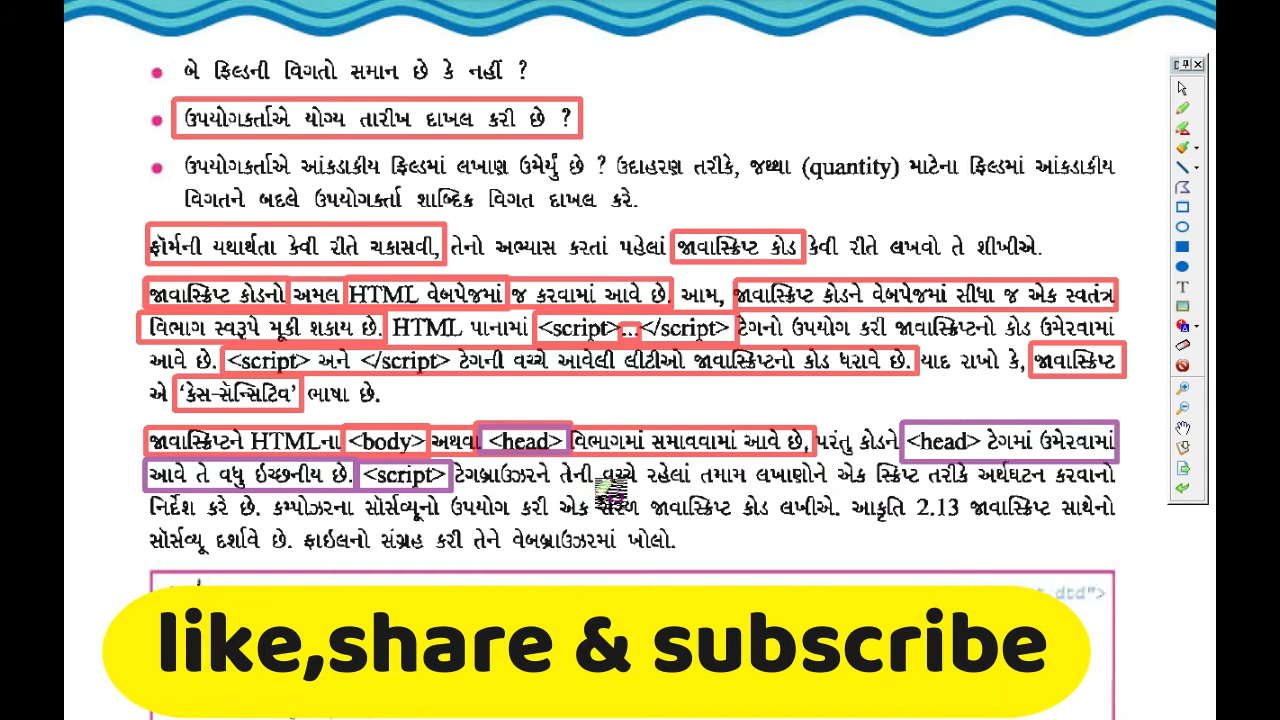 બે ફિલ્ડની વિગતો સમાન છે કે નહીં ?
ઉપયોગકર્તાએ યોગ્ય તારીખ દાખલ કરી છે ?
ઉપયોગકર્તાએ આંકડાકીય ફિલ્ડમાં લખાણ ઉમેર્યું છે ? ઉદાહરણ તરીકે, જથ્થા (quantity) માટેના ફિલ્ડમાં આંકડાકીય
વિગતને બદલે ઉપયોગકર્તા શાબ્દિક વિગત દાખલ કરે.
ફૉર્મની યથાર્થતા કેવી રીતે ચકાસવી, તેનો અભ્યાસ કરતાં પહેલાં જાવાસ્ક્રિપ્ટ કોડ કેવી રીતે લખવો તે શીખીએ.
જાવાસ્ક્રિપ્ટ કોડનો અમલ HTML વેબપેજમાં જ કરવામાં આવે છે. આમ, જાવાસ્ક્રિપ્ટ કોડને વેબપેજમાં સીધા જ એક સ્વતંત્ર
વિભાગ સ્વરૂપે મૂકી શકાય છે. HTML પાનામાં <script>...</script> ટેગનો ઉપયોગ કરી જાવાસ્ક્રિપ્ટનો કોડ ઉમેરવામાં
આવે છે. <script> અને </script> ટેગની વચ્ચે આવેલી લીટીઓ જાવાસ્ક્રિપ્ટનો કોડ ધરાવે છે. યાદ રાખો કે, જાવાસ્ક્રિપ્ટ
એ 'કેસ-સૅન્સિટિવ' ભાષા છે.
જાવાસ્ક્રિપ્ટને HTMLના <body> અથવા <head> વિભાગમાં સમાવવામાં આવે છે, પરંતુ કોડને <head> ટેગમાં ઉમેરવામાં
આવે તે વધુ ઇચ્છનીય છે. <script> ટેગબ્રાઉઝરને તેની વચ્ચે રહેલાં તમામ લખાણોને એક સ્ક્રિપ્ટ તરીકે અર્થઘટન કરવાનો
નિર્દેશ કરે છે. કમ્પોઝરના સૉર્સવ્યૂનો ઉપયોગ કરી એક સરળ જાવાસ્ક્રિપ્ટ કોડ લખીએ. આકૃતિ 2.13 જાવાસ્ક્રિપ્ટ સાથેનો
સૉર્સવ્યૂ દર્શાવે છે. ફાઇલનો સંગ્રહ કરી તેને વેબબ્રાઉઝરમાં ખોલો.
dtd">
like,share & subscribe